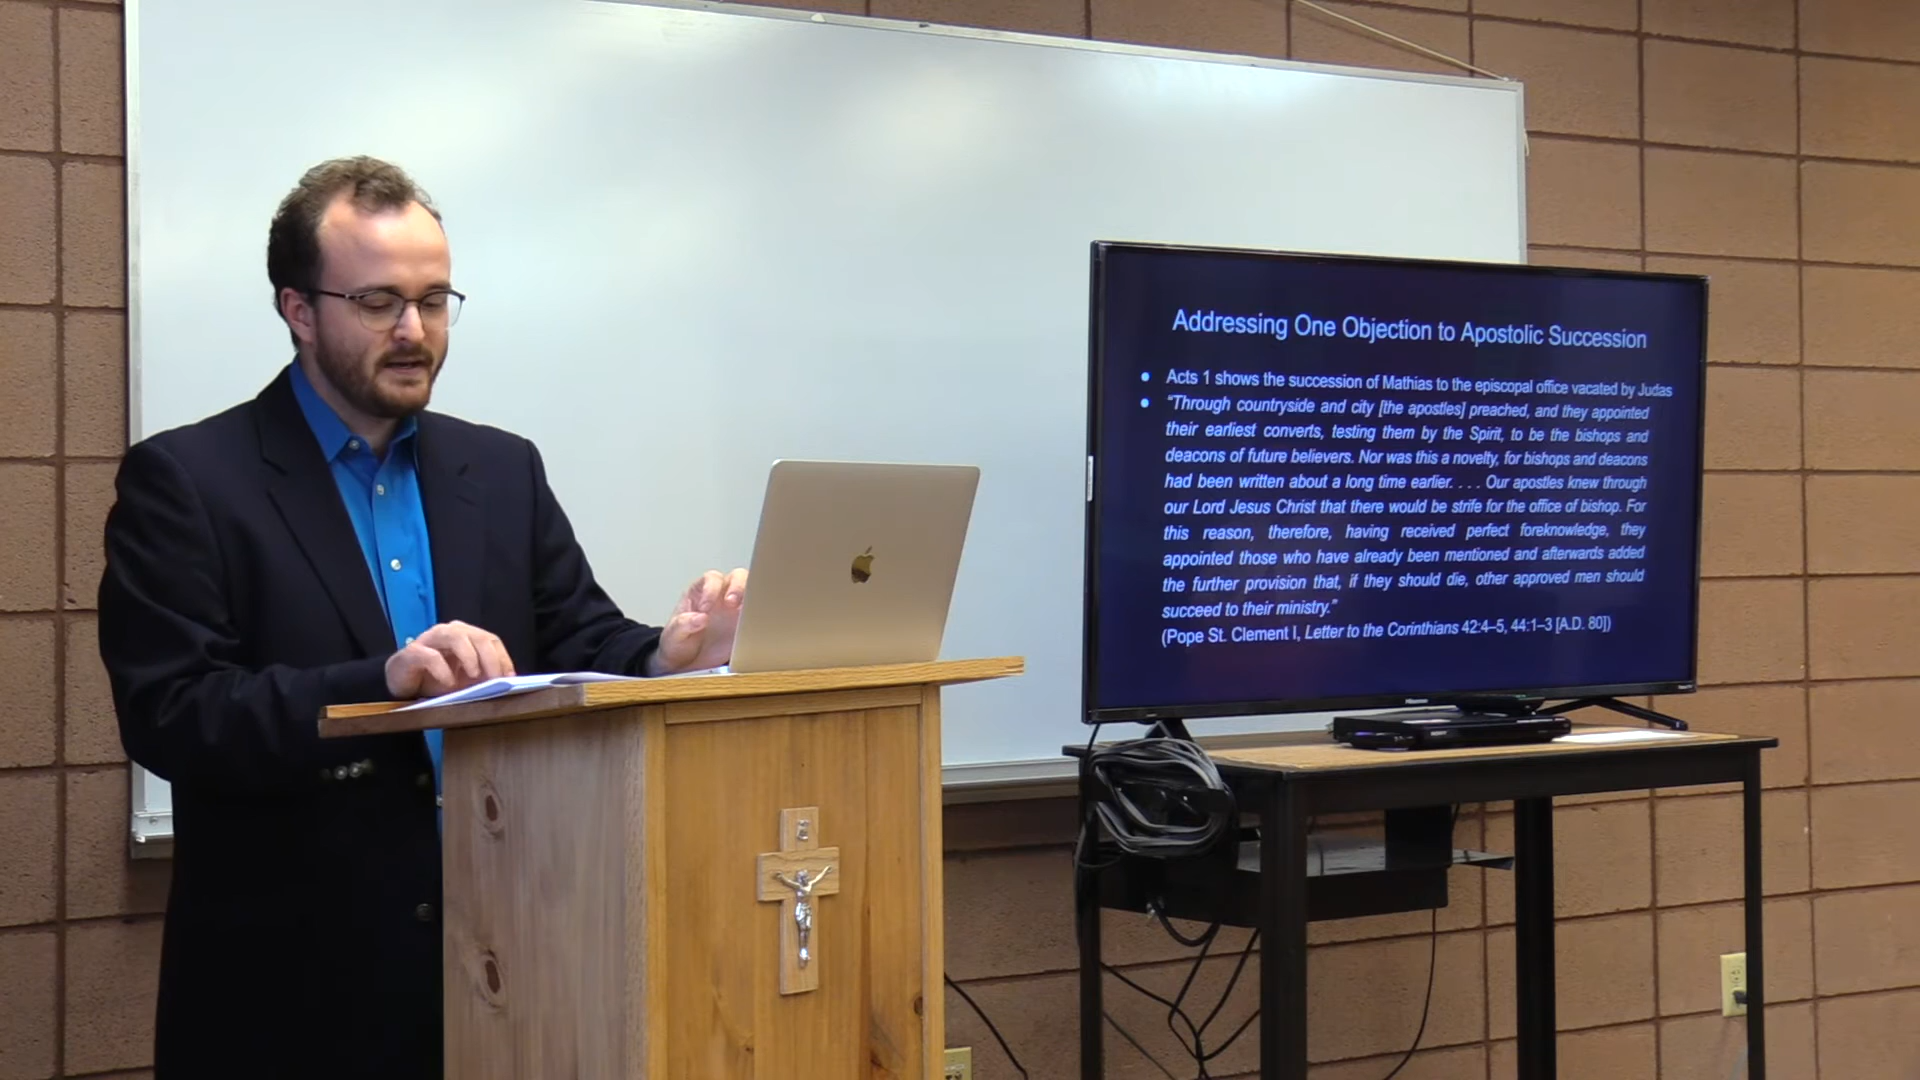 Addressing One Objection to Apostolic Succession
Acts 1 shows the succession of Mathias to the episcopal office vacated by Judas
“Through countryside and city [the apostles] preached, and they appointed
their earliest converts, testing them by the Spirit, to be the bishops and
deacons of future believers. Nor was this a novelty, for bishops and deacons
had been written about a long time earlier. . . . Our apostles knew through
our Lord Jesus Christ that there would be strife for the office of bishop. For
this reason, therefore, having received perfect foreknowledge, they
appointed those who have already been mentioned and afterwards added
the further provision that, if they should die, other approved men should
succeed to their ministry.”
(Pope St. Clement I, Letter to the Corinthians 42:4–5, 44:1–3 [A.D. 80])
Hisense
SONY